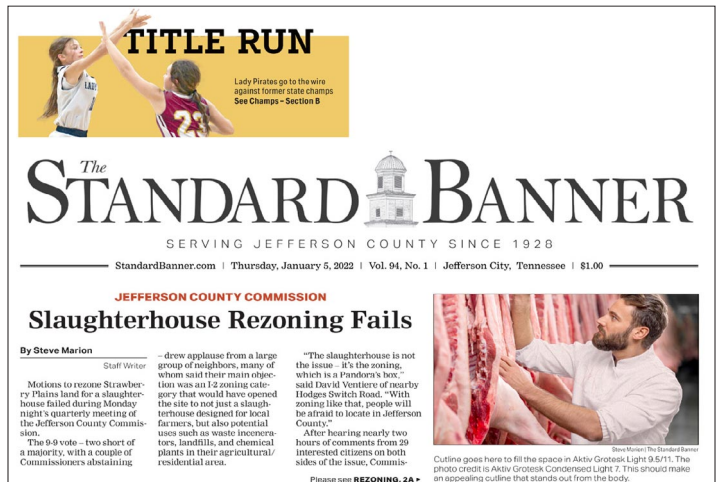 TITLE RUN
Lady Pirates go to the wire
against former state champs
See Champs – Section B
LADY
23
The
STANDARD BANNER
SERVING JEFFERSON COUNTY SINCE 1928
StandardBanner.com | Thursday, January 5, 2022 | Vol. 94, No. 1 | Jefferson City, Tennessee | $1.00
JEFFERSON COUNTY COMMISSION
Slaughterhouse Rezoning Fails
By Steve Marion
Staff Writer
Motions to rezone Strawber-
ry Plains land for a slaughter-
house failed during Monday
night's quarterly meeting of
the Jefferson County Commis-
sion.
The 9-9 vote – two short of
a majority, with a couple of
Commissioners abstaining
– drew applause from a large
group of neighbors, many of
whom said their main objec-
tion was an I-2 zoning cate-
gory that would have opened
the site to not just a slaugh-
terhouse designed for local
farmers, but also potential
uses such as waste incinera-
tors, landfills, and chemical
plants in their agricultural/
residential area.
"The slaughterhouse is not
the issue – it's the zoning,
which is a Pandora's box,"
said David Ventiere of nearby
Hodges Switch Road. "With
zoning like that, people will
be afraid to locate in Jefferson
County."
After hearing nearly two
hours of comments from 29
interested citizens on both
sides of the issue, Commis-
Please see REZONING, 2A ►
Steve Marion | The Standard Banner
Cutline goes here to fill the space in Aktiv Grotesk Light 9.5/11. The
photo credit is Aktiv Grotesk Condensed Light 7. This should make
an appealing cutline that stands out from the body.